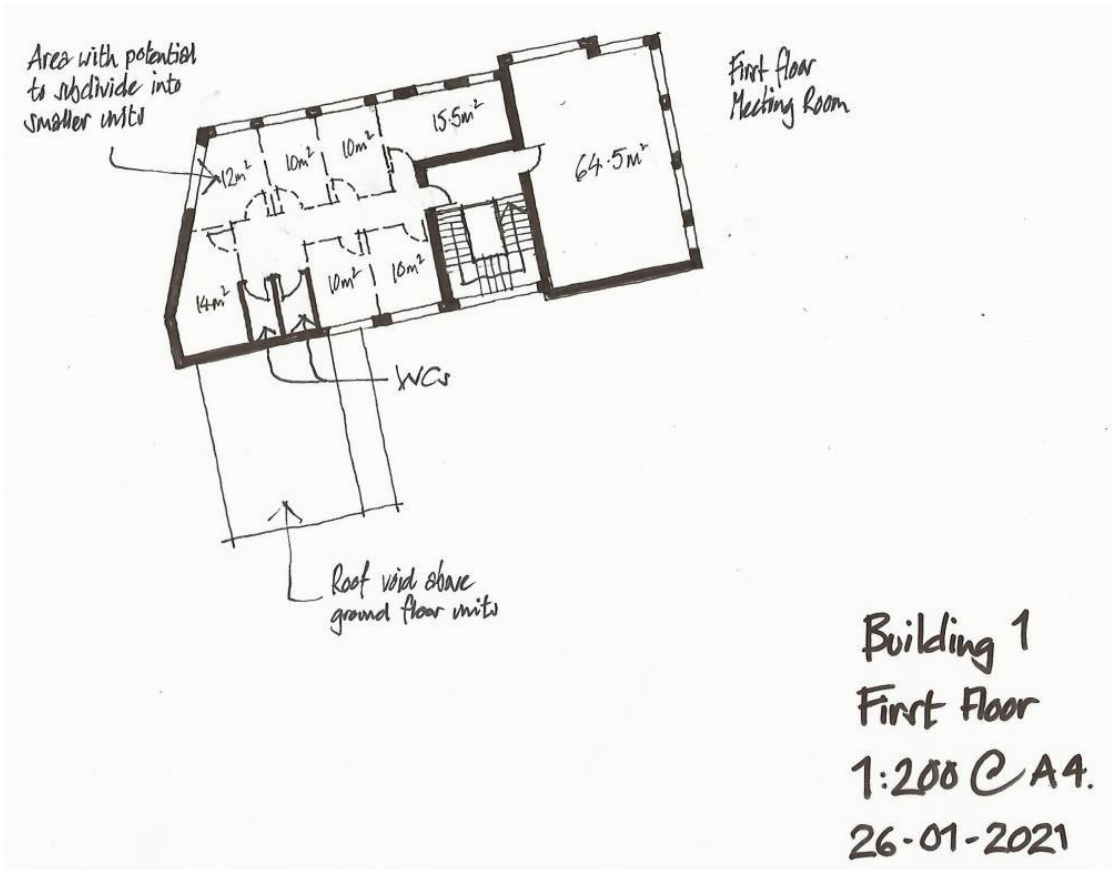 Area with potential
to subdivide into
smaller units
First floor
Meeting Room
15.5m²
10m²
10m²
12m²
64.5m²
14m²
10m²
10m²
WCs
Roof void above
ground floor units
Building 1
First Floor
1:200 @ A4.
26-01-2021